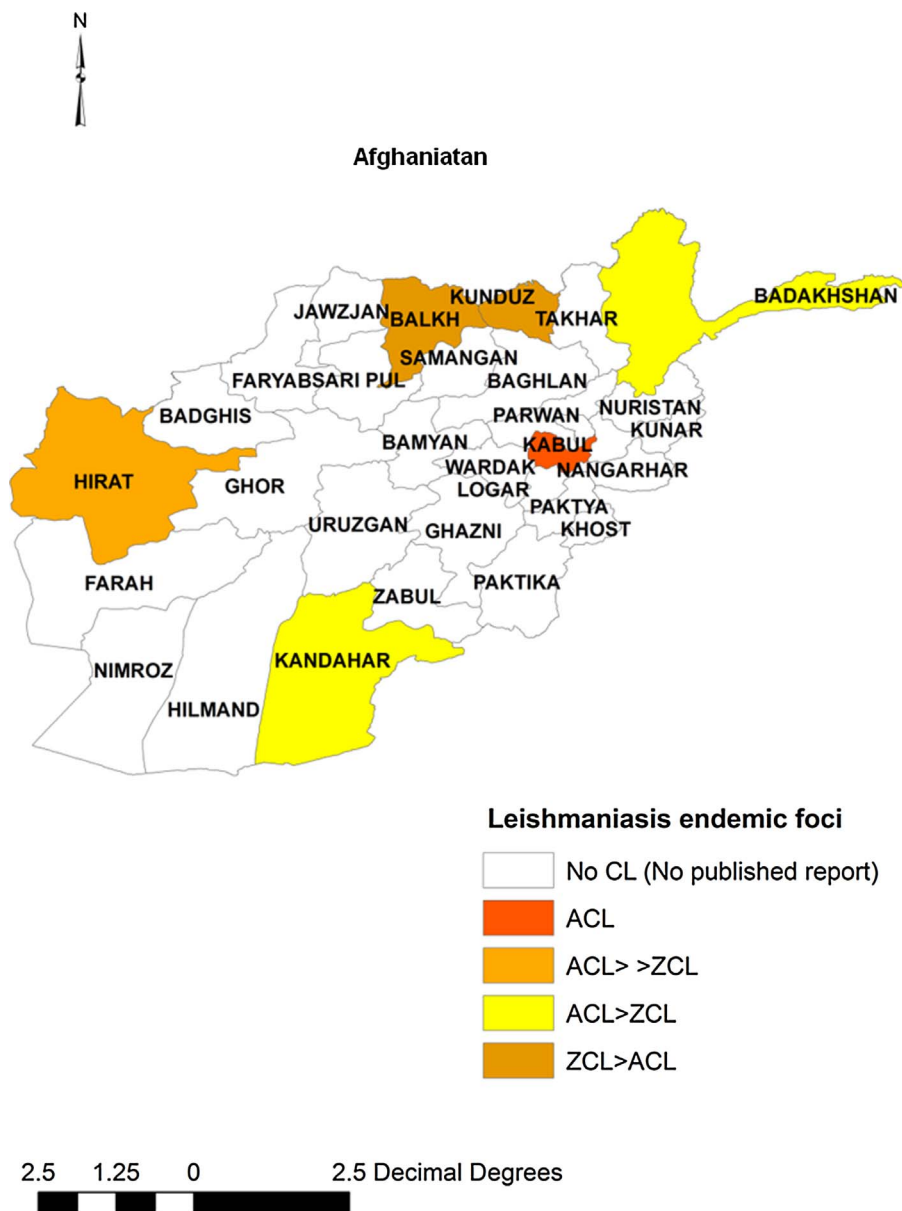 N
Afghaniatan
KUNDUZ
BADAKHSHAN
JAWZJAN
BALKH
TAKHAR
SAMANGAN
FARYABSARI PUL
BAGHLAN
NURISTAN
BADGHIS
PARWAN
KUNAR
BAMYAN
KABUL
WARDAK
NANGARHAR
HIRAT
GHOR
LOGAR
PAKTYA
URUZGAN
GHAZNI
KHOST
FARAH
ZABUL
PAKTIKA
NIMROZ
KANDAHAR
HILMAND
Leishmaniasis endemic foci
No CL (No published report)
ACL
ACL> >ZCL
ACL>ZCL
ZCL>ACL
2.5 1.25 0 2.5 Decimal Degrees